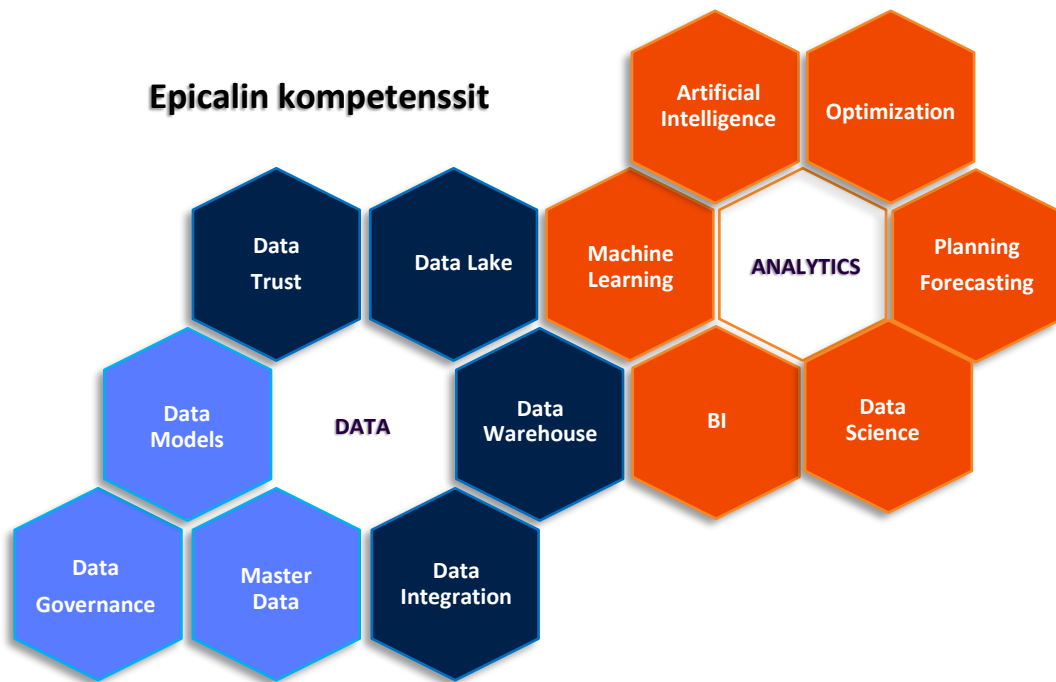 Epicalin kompetenssit
Artificial
Intelligence
Optimization
Data
Trust
Data Lake
Machine
Learning
ANALYTICS
Planning
Forecasting
Data
Models
DATA
Data
Warehouse
BI
Data
Science
Data
Governance
Master
Data
Data
Integration